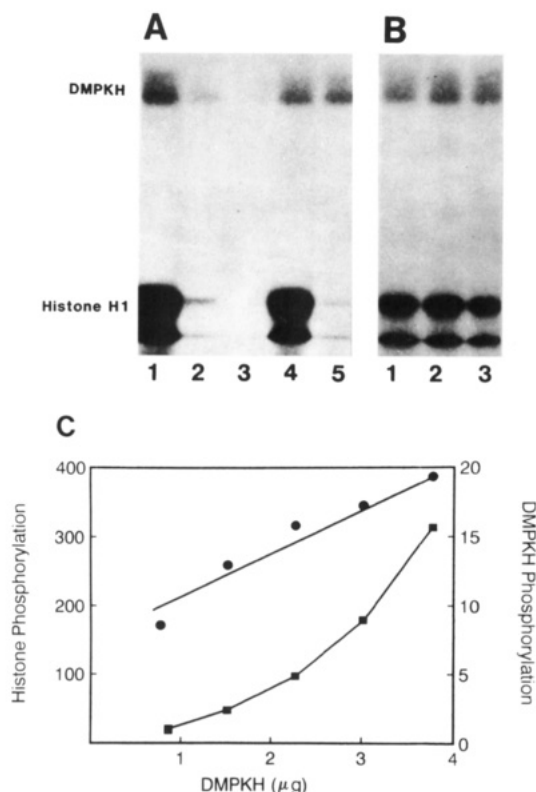 A B
DMPKH
Histone H1
1 2 3 4 5 1 2 3
C
400
300
200
100
Histone Phosphorylation
20
15
10
5
0
DMPKH Phosphorylation
1 2 3 4
DMPKH (μg)